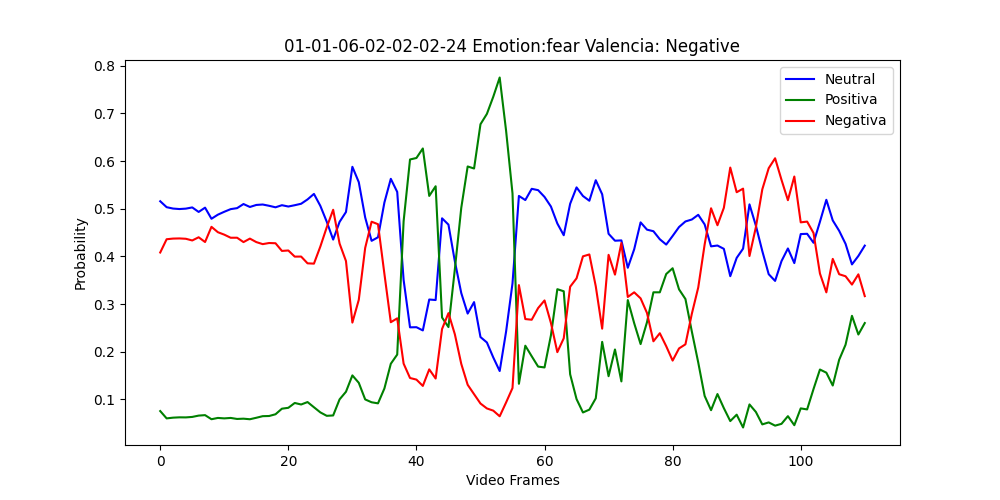 01-01-06-02-02-02-24 Emotion:fear Valencia: Negative
Neutral
Positiva
Negativa
Probability
0.8
0.7
0.6
0.5
0.4
0.3
0.2
0.1
0 20 40 60 80 100
Video Frames